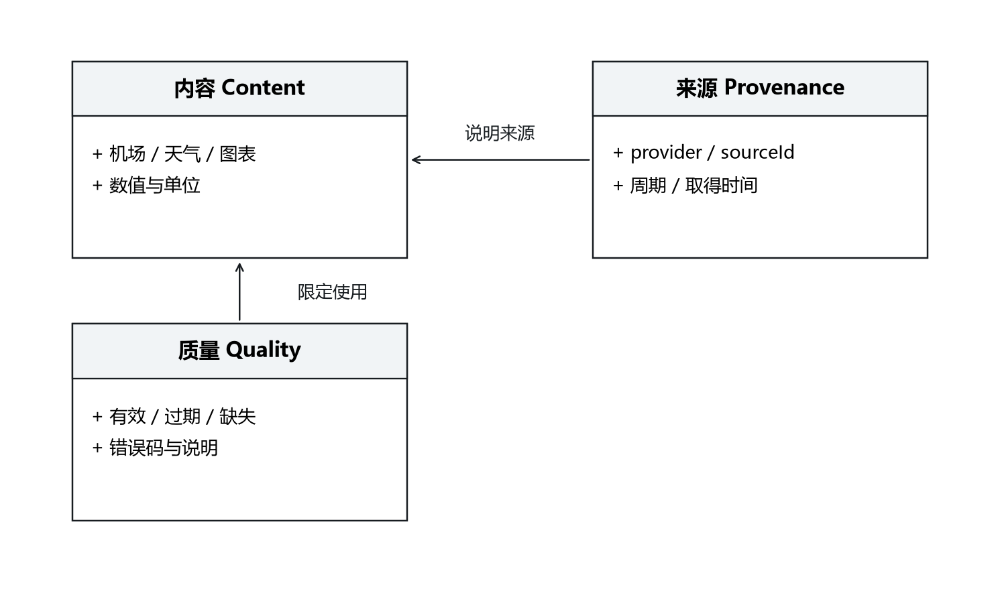 内容 Content
+ 机场 / 天气 / 图表
+ 数值与单位
说明来源
来源 Provenance
+ provider / sourceId
+ 周期 / 取得时间
限定使用
质量 Quality
+ 有效 / 过期 / 缺失
+ 错误码与说明